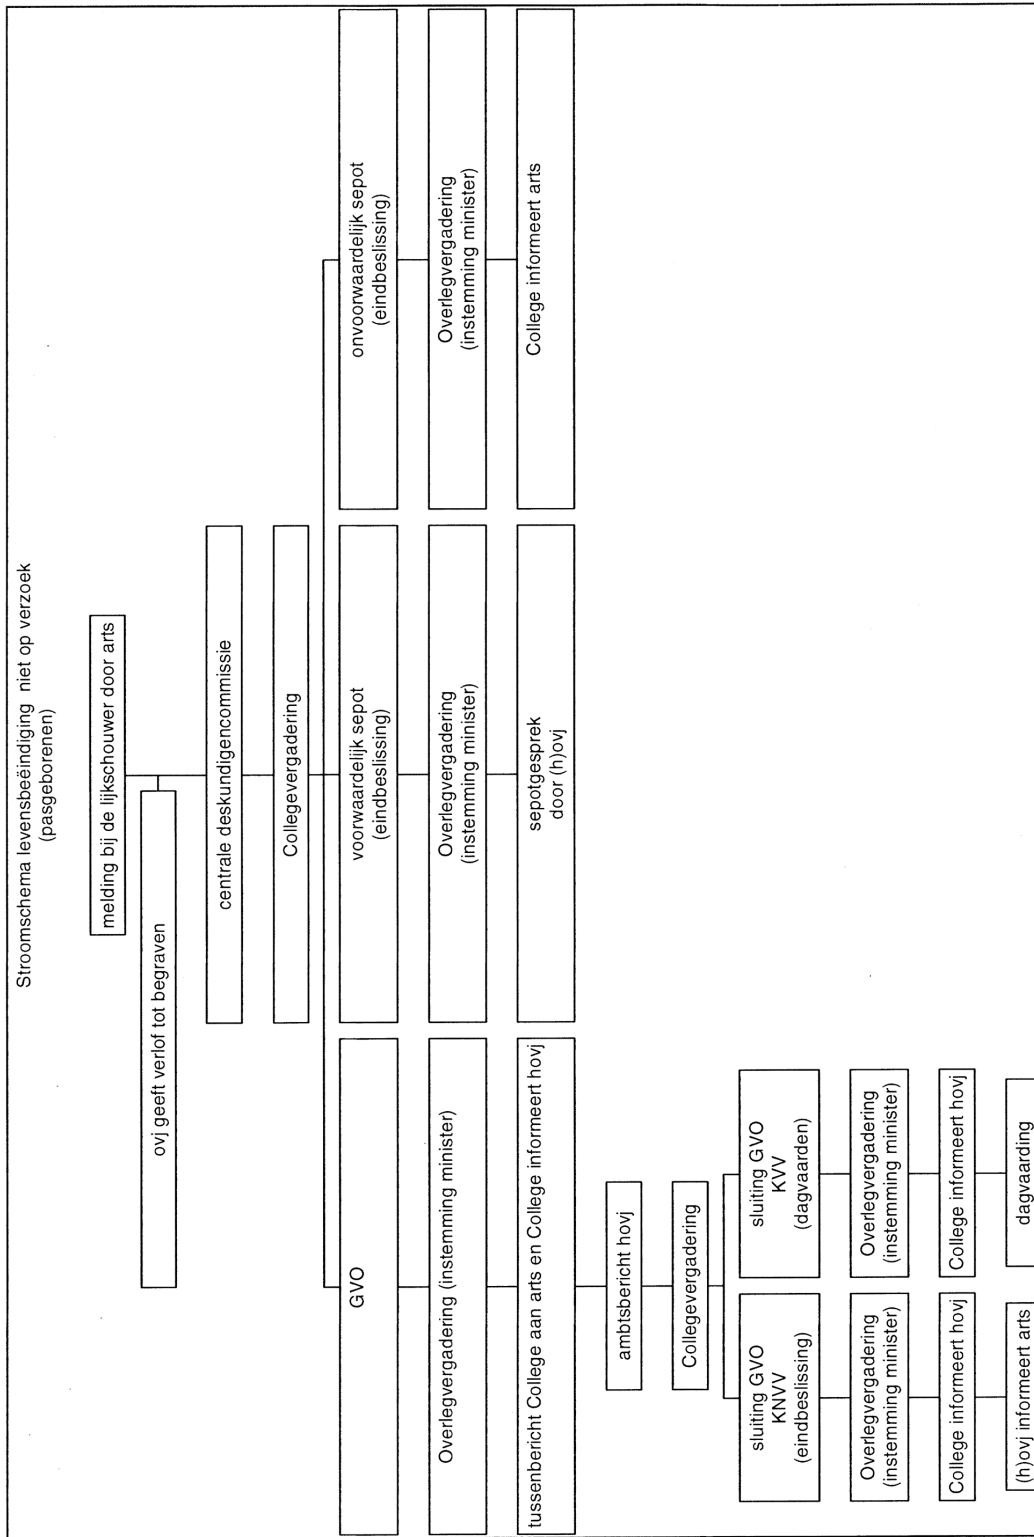 Stroomschema levensbeëindiging niet op verzoek
(pasgeborenen)
melding bij de lijkschouwer door arts
ovj geeft verlof tot begraven
centrale deskundigencommissie
Collegevergadering
GVO
voorwaardelijk sepot
(eindbeslissing)
onvoorwaardelijk sepot
(eindbeslissing)
Overlegvergadering (instemming minister)
Overlegvergadering
(instemming minister)
Overlegvergadering
(instemming minister)
tussenbericht College aan arts en College informeert hovj
sepotgesprek
door (h)ovj
College informeert arts
ambtsbericht hovj
Collegevergadering
sluiting GVO
KNVV
(eindbeslissing)
sluiting GVO
KVV
(dagvaarden)
Overlegvergadering
(instemming minister)
Overlegvergadering
(instemming minister)
College informeert hovj
College informeert hovj
(h)ovj informeert arts
dagvaarding